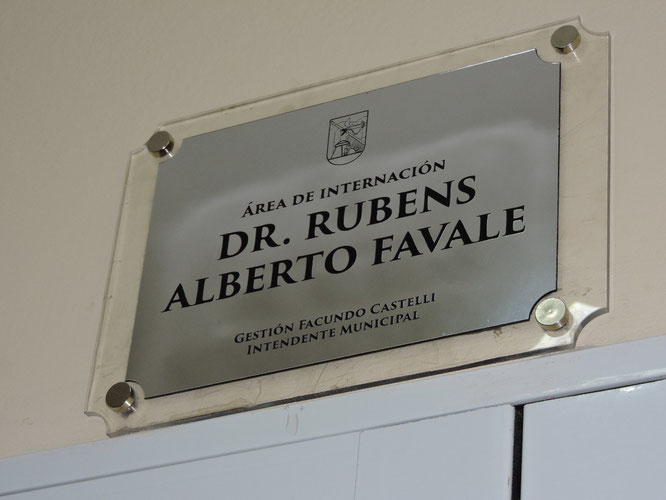 ÁREA DE INTERNACIÓN
DR. RUBENS
ALBERTO FAVALE
GESTIÓN FACUNDO CASTELLI
INTENDENTE MUNICIPAL